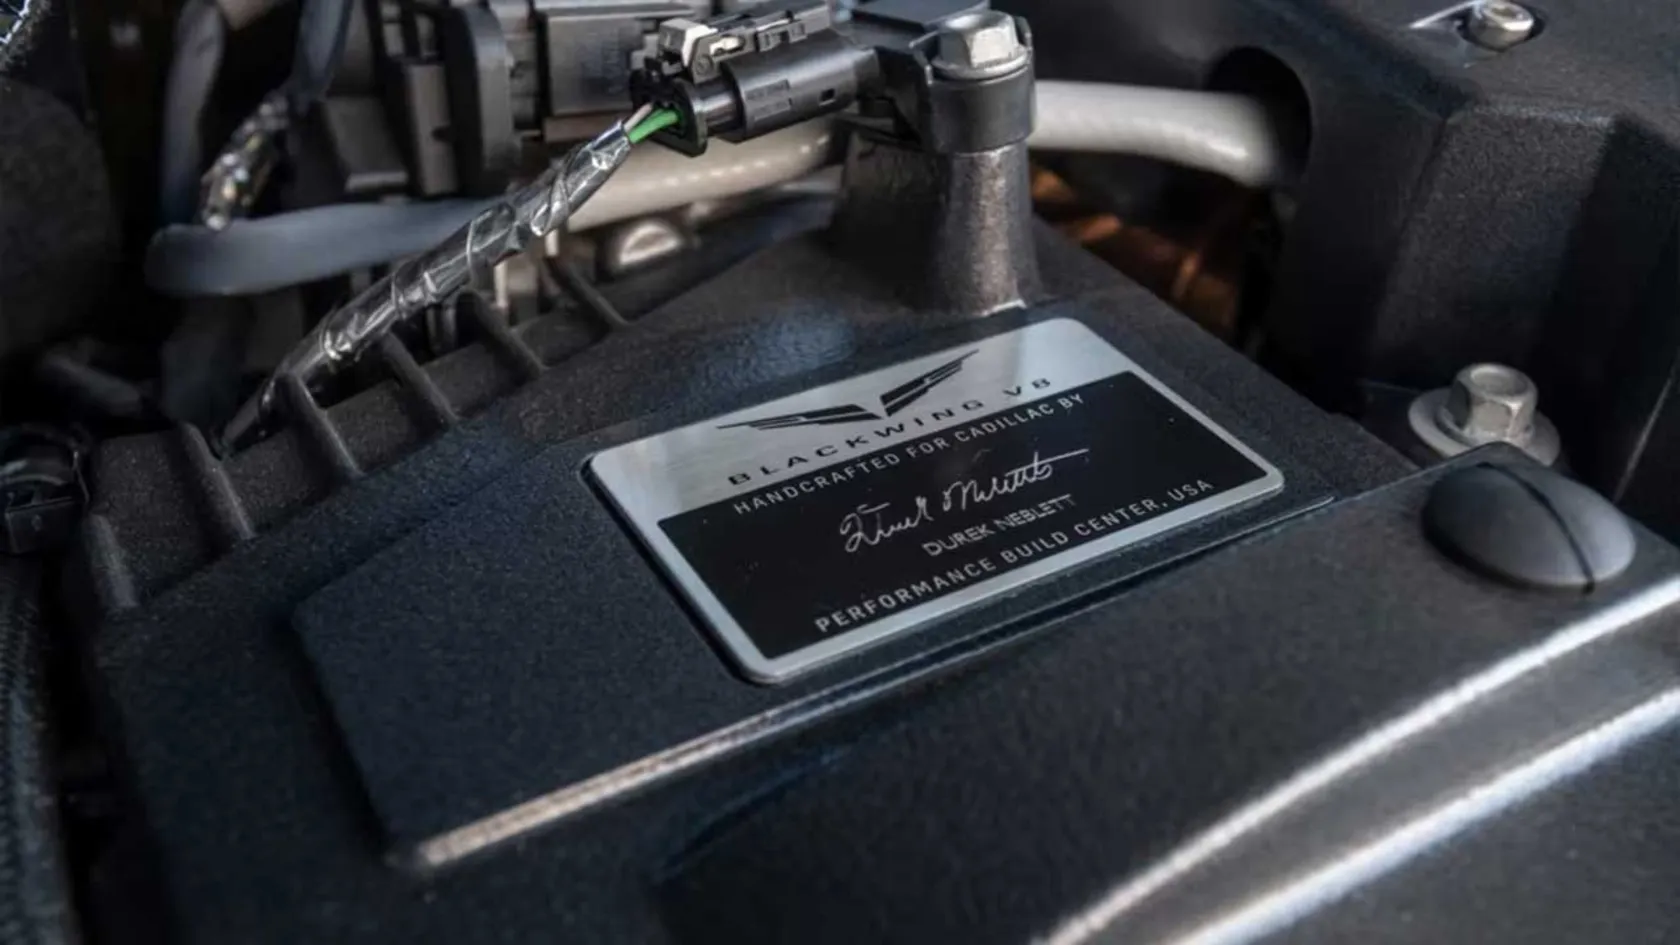 BLACKWING V8
HANDCRAFTED FOR CADILLAC BY
DUREK NEBLETT
PERFORMANCE BUILD CENTER, USA